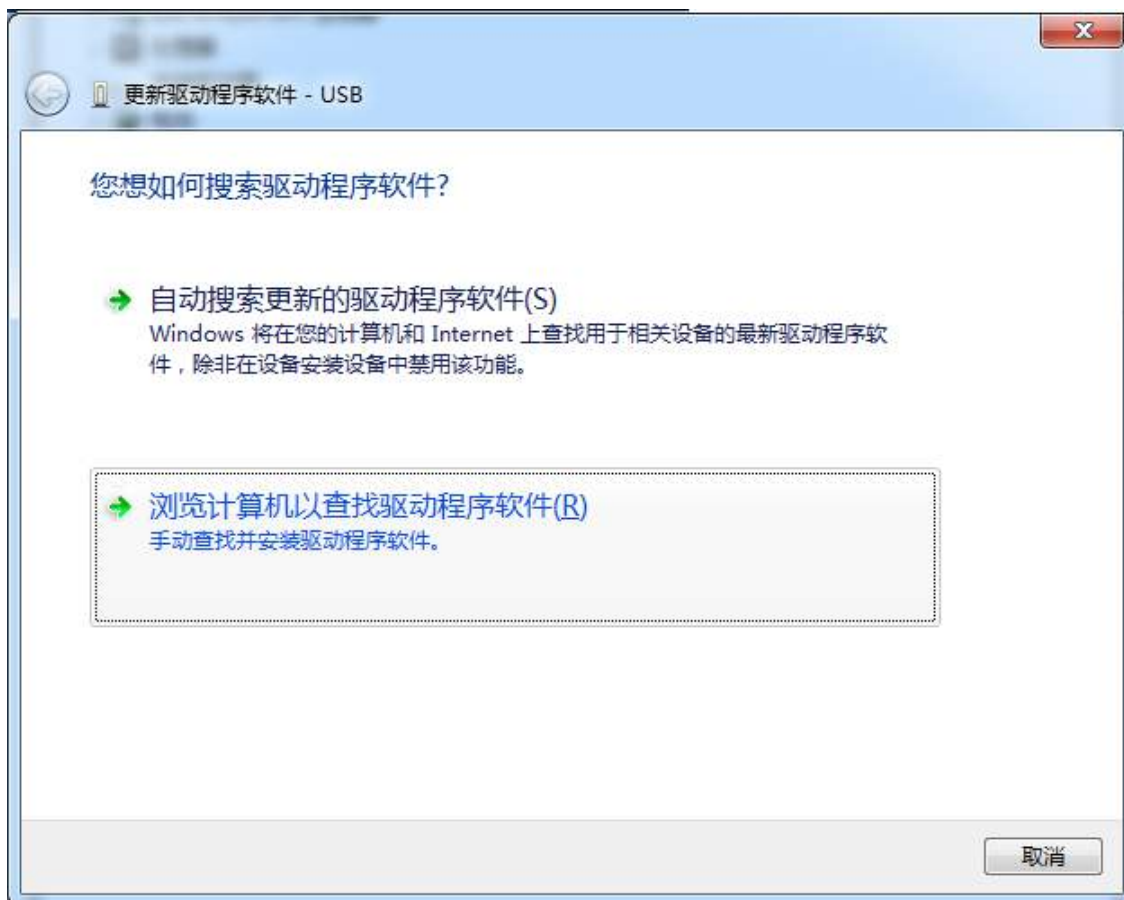 更新驱动程序软件 - USB
您想如何搜索驱动程序软件?
自动搜索更新的驱动程序软件(S)
Windows 将在您的计算机和 Internet 上查找用于相关设备的最新驱动程序软
件，除非在设备安装设备中禁用该功能。
浏览计算机以查找驱动程序软件(R)
手动查找并安装驱动程序软件。
取消